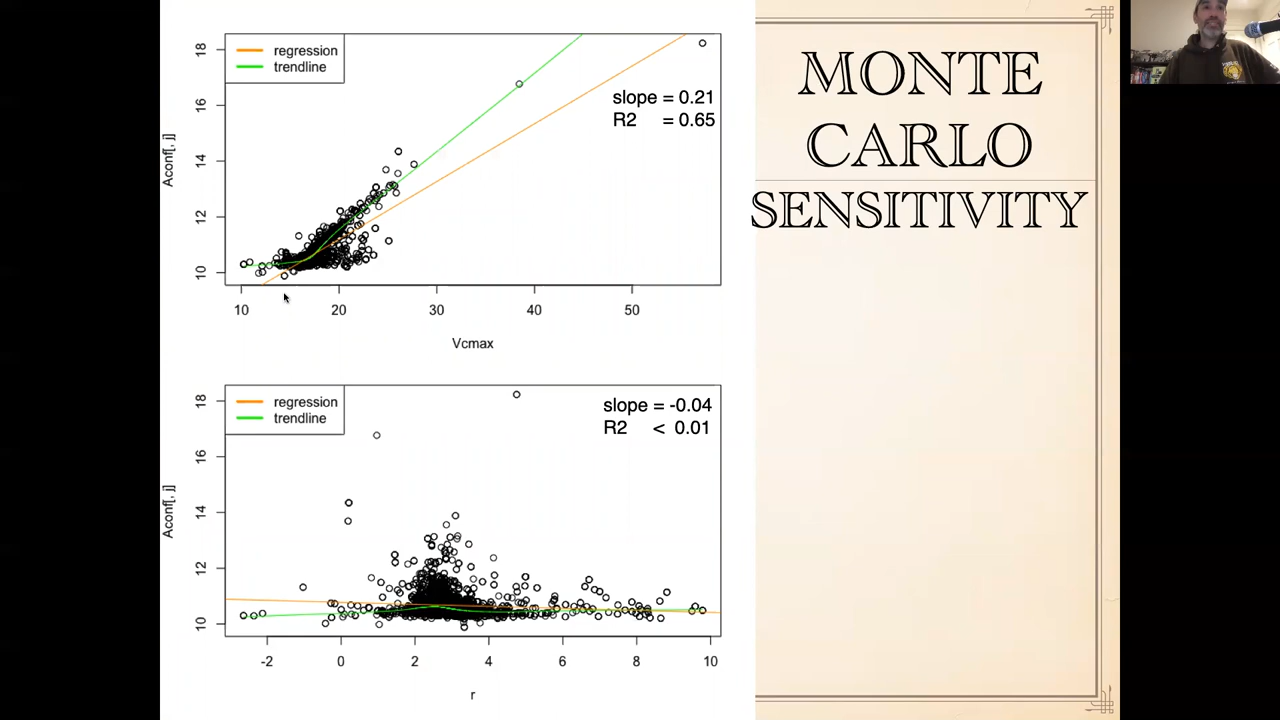 regression
trendline
slope = 0.21
R2 = 0.65
18
16
14
12
10
Aconf[, j]
10 20 30 40 50
Vcmax
regression
trendline
slope = -0.04
R2 < 0.01
18
16
14
12
10
Aconf[, j]
-2 0 2 4 6 8 10
r
MONTE
CARLO
SENSITIVITY